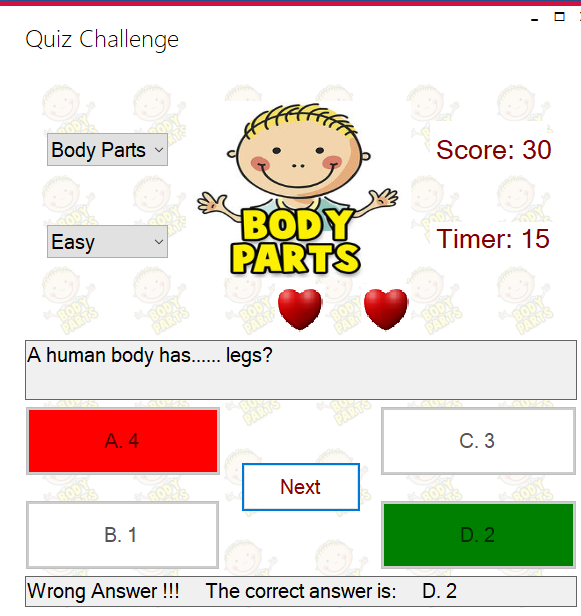 Quiz Challenge
Body Parts
Score: 30
BODY
PARTS
Easy
Timer: 15
A human body has...... legs?
A. 4
C. 3
Next
B. 1
D. 2
Wrong Answer !!! The correct answer is: D. 2